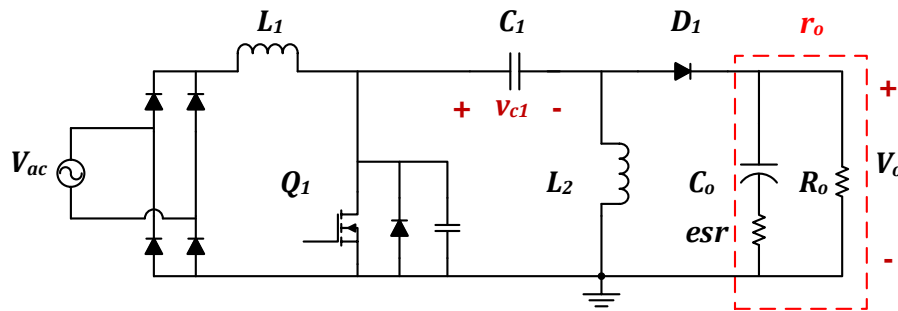 L1
C1
D1
ro
+ vc1 -
+
Vac
Q1
L2
Co
Ro
Vo
esr
-